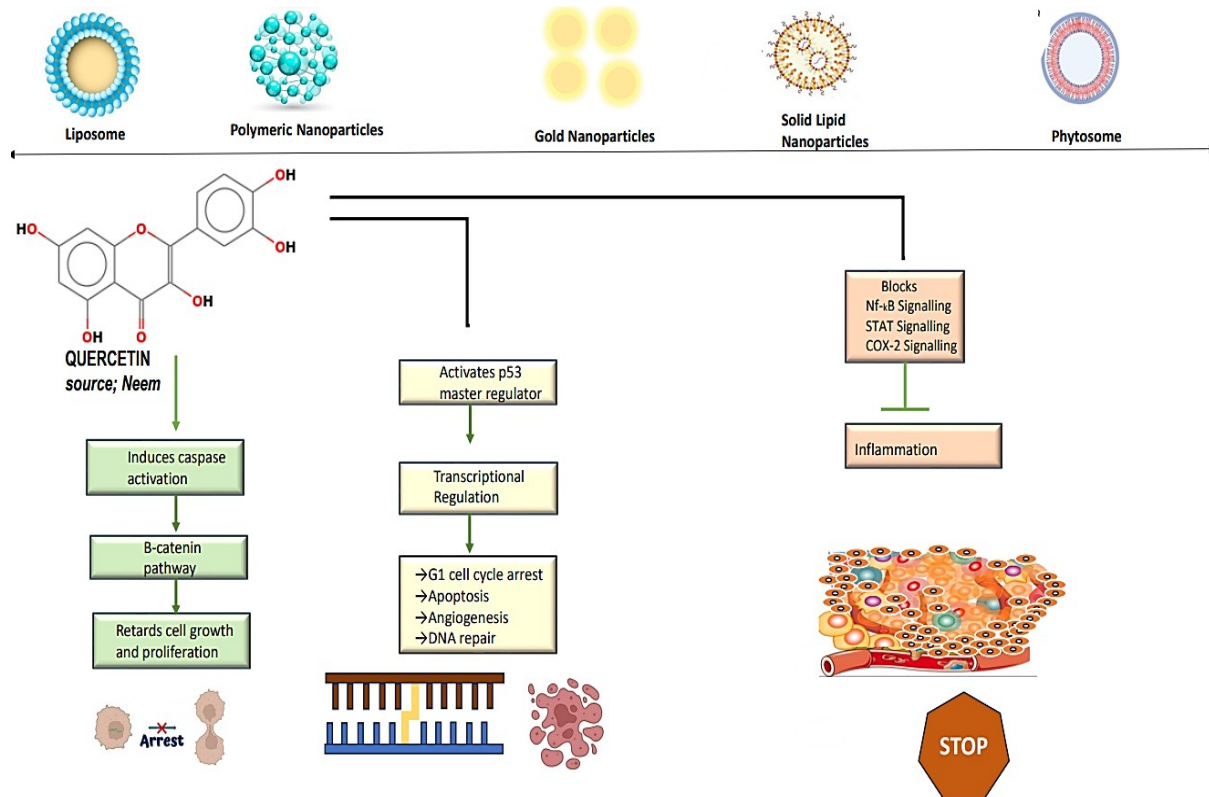 Liposome
Polymeric Nanoparticles
Gold Nanoparticles
Solid Lipid
Nanoparticles
Phytosome
OH
HO
O
OH
OH
OH
O
QUERCETIN
source; Neem
Induces caspase
activation
B-catenin
pathway
Retards cell growth
and proliferation
Arrest
Activates p53
master regulator
Transcriptional
Regulation
→G1 cell cycle arrest
→Apoptosis
→Angiogenesis
→DNA repair
Blocks
Nf-κB Signalling
STAT Signalling
COX-2 Signalling
Inflammation
STOP